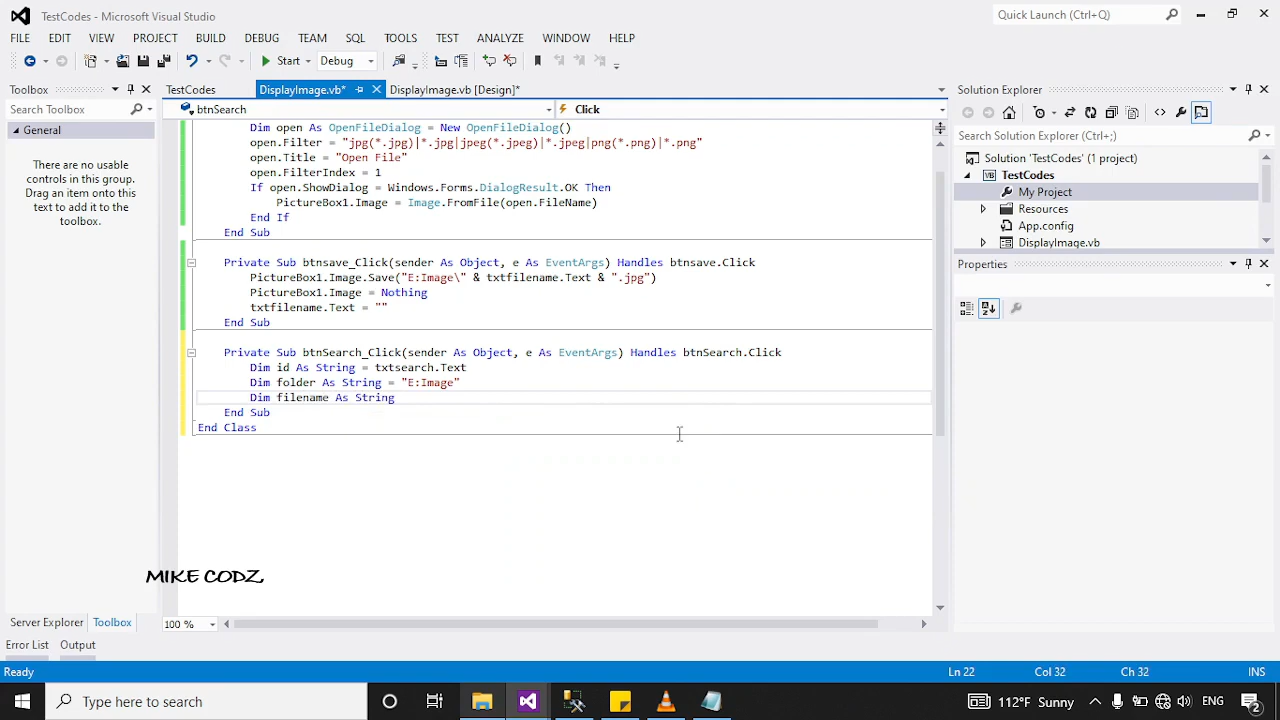 TestCodes - Microsoft Visual Studio
Quick Launch (Ctrl+Q)
FILE EDIT VIEW PROJECT BUILD DEBUG TEAM SQL TOOLS TEST ANALYZE WINDOW HELP
Start Debug
Toolbox
TestCodes DisplayImage.vb* DisplayImage.vb [Design]*
Solution Explorer
Search Toolbox
btnSearch Click
General
There are no usable
controls in this group.
Drag an item onto this
text to add it to the
toolbox.
Dim open As OpenFileDialog = New OpenFileDialog()
open.Filter = "jpg(*.jpg)|*.jpg|jpeg(*.jpeg)|*.jpeg|png(*.png)|*.png"
open.Title = "Open File"
open.FilterIndex = 1
If open.ShowDialog = Windows.Forms.DialogResult.OK Then
PictureBox1.Image = Image.FromFile(open.FileName)
End If
End Sub
Private Sub btnsave_Click(sender As Object, e As EventArgs) Handles btnsave.Click
PictureBox1.Image.Save("E:Image\" & txtfilename.Text & ".jpg")
PictureBox1.Image = Nothing
txtfilename.Text = ""
End Sub
Private Sub btnSearch_Click(sender As Object, e As EventArgs) Handles btnSearch.Click
Dim id As String = txtsearch.Text
Dim folder As String = "E:Image"
Dim filename As String
End Sub
End Class
Search Solution Explorer (Ctrl+;)
Solution 'TestCodes' (1 project)
TestCodes
My Project
Resources
App.config
DisplayImage.vb
Properties
MIKE CODZ,
Server Explorer Toolbox
100 %
Error List Output
Ready Ln 22 Col 32 Ch 32 INS
Type here to search
112°F Sunny
ENG
2